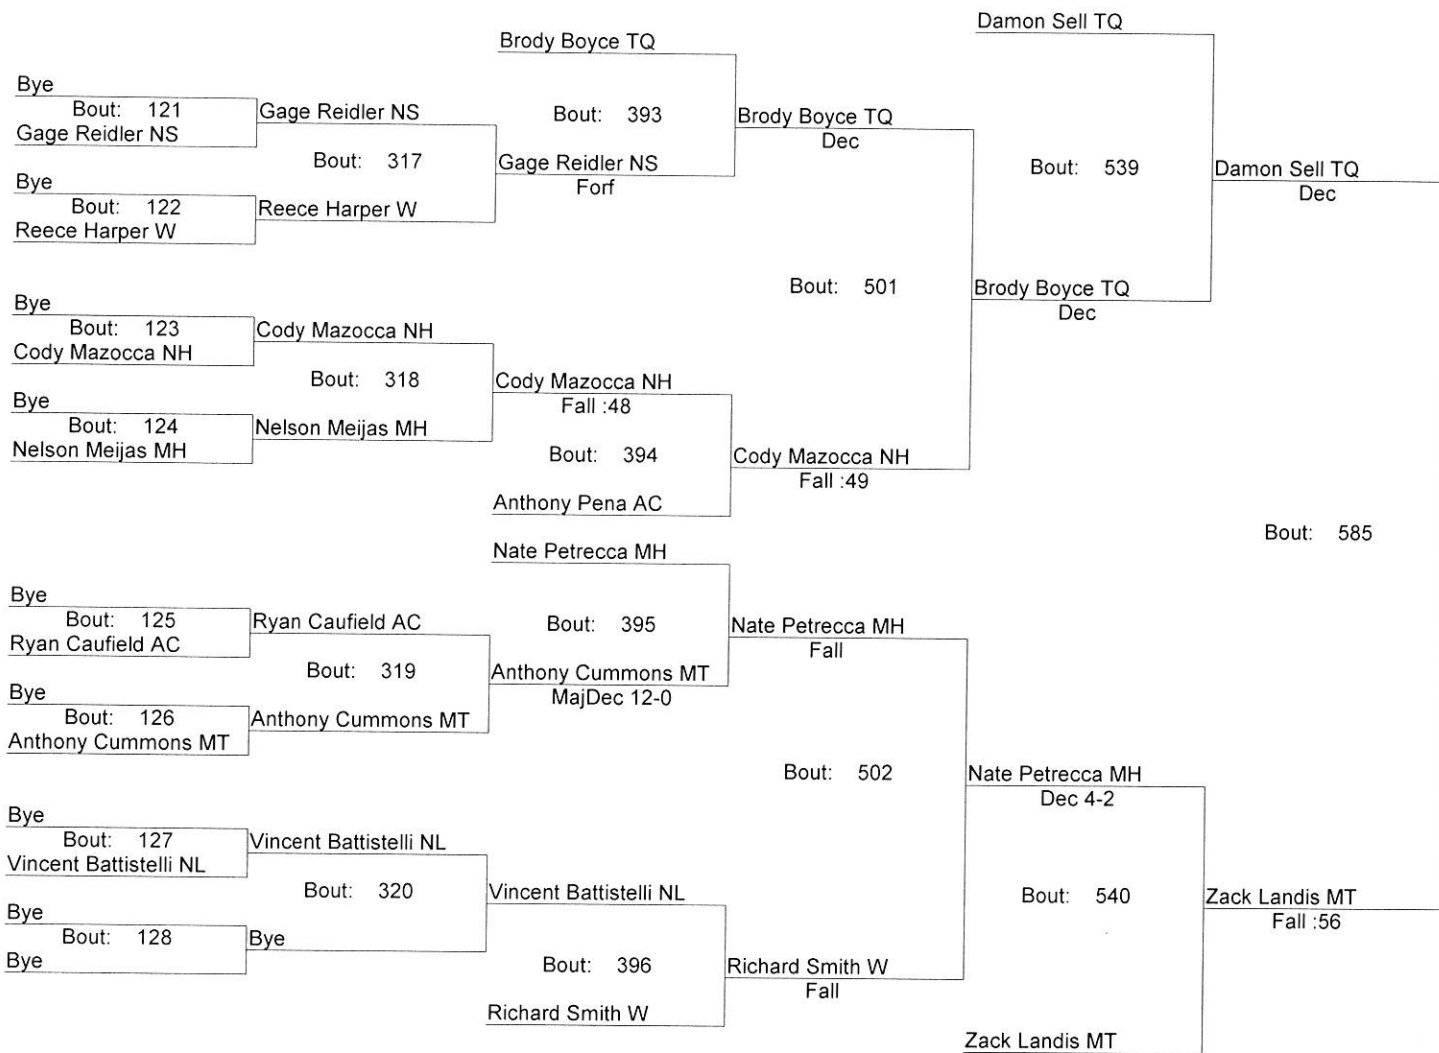 Damon Sell TQ
Brody Boyce TQ
Bye
Bout: 121
Gage Reidler NS
Gage Reidler NS
Bout: 393
Brody Boyce TQ
Dec
Bout: 317
Gage Reidler NS
Forf
Bout: 539
Damon Sell TQ
Dec
Bye
Bout: 122
Reece Harper W
Reece Harper W
Bout: 501
Brody Boyce TQ
Dec
Bye
Bout: 123
Cody Mazocca NH
Cody Mazocca NH
Bout: 318
Cody Mazocca NH
Fall :48
Bye
Bout: 124
Nelson Meijas MH
Nelson Meijas MH
Bout: 394
Cody Mazocca NH
Fall :49
Anthony Pena AC
Bout: 585
Nate Petrecca MH
Bye
Bout: 125
Ryan Caufield AC
Ryan Caufield AC
Bout: 395
Nate Petrecca MH
Fall
Bout: 319
Anthony Cummons MT
MajDec 12-0
Bye
Bout: 126
Anthony Cummons MT
Anthony Cummons MT
Bout: 502
Nate Petrecca MH
Dec 4-2
Bye
Bout: 127
Vincent Battistelli NL
Vincent Battistelli NL
Bout: 320
Vincent Battistelli NL
Bout: 540
Zack Landis MT
Fall :56
Bye
Bout: 128
Bye
Bye
Bout: 396
Richard Smith W
Fall
Richard Smith W
Zack Landis MT